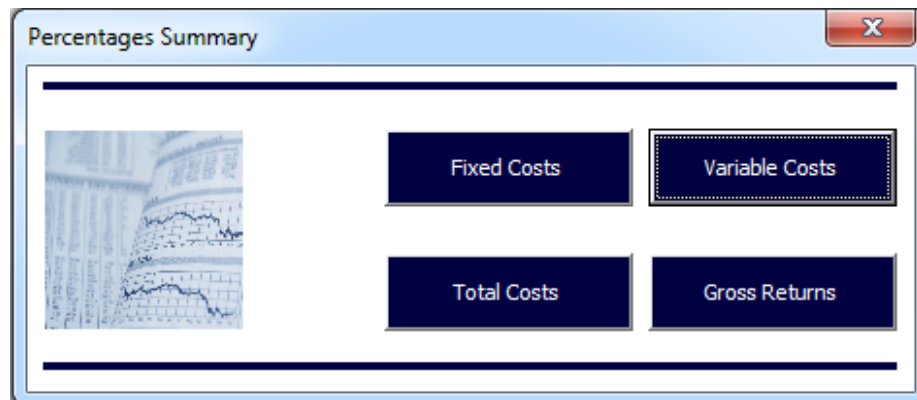 Percentages Summary
Fixed Costs
Variable Costs
Total Costs
Gross Returns